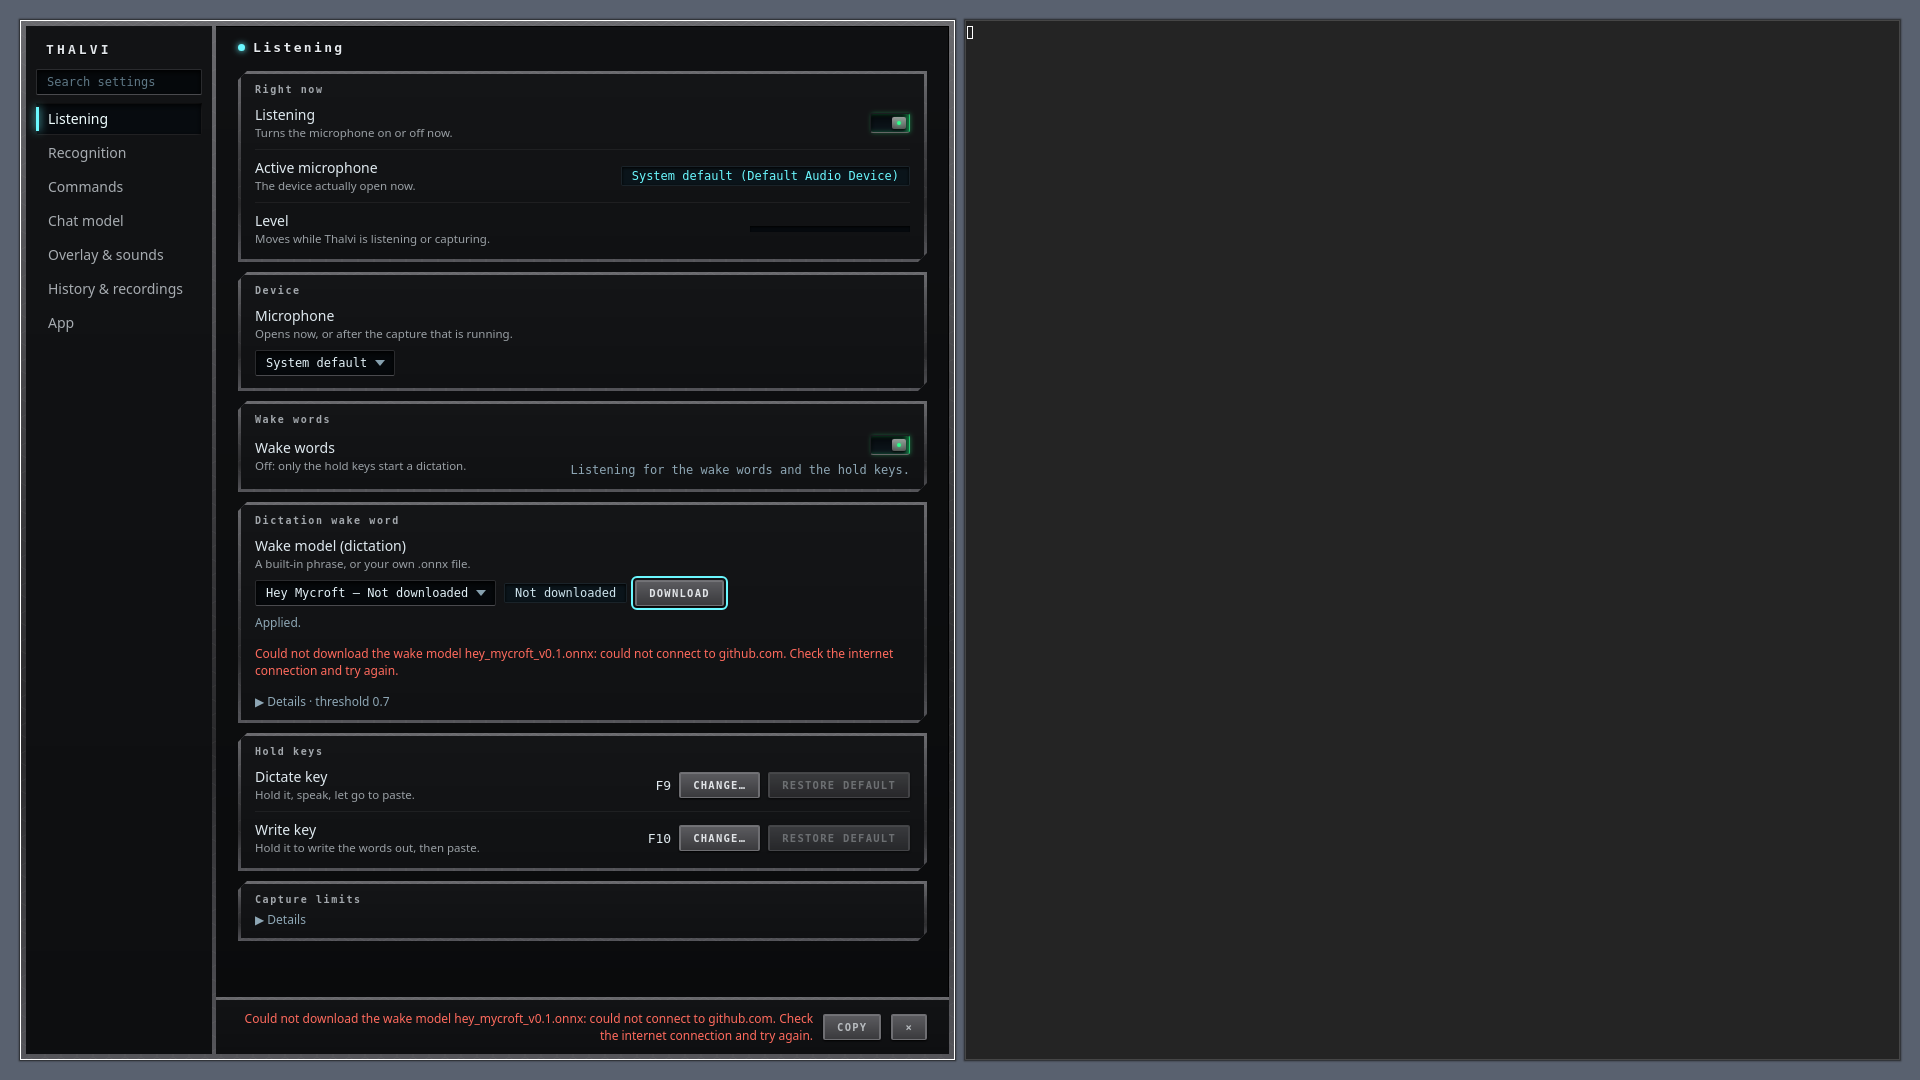 THALVI
Search settings
Listening
Recognition
Commands
Chat model
Overlay & sounds
History & recordings
App
Listening
Right now
Listening
Turns the microphone on or off now.
Active microphone
The device actually open now.
System default (Default Audio Device)
Level
Moves while Thalvi is listening or capturing.
Device
Microphone
Opens now, or after the capture that is running.
System default
Wake words
Wake words
Off: only the hold keys start a dictation.
Listening for the wake words and the hold keys.
Dictation wake word
Wake model (dictation)
A built-in phrase, or your own .onnx file.
Hey Mycroft — Not downloaded
Not downloaded
DOWNLOAD
Applied.
Could not download the wake model hey_mycroft_v0.1.onnx: could not connect to github.com. Check the internet
connection and try again.
▶ Details · threshold 0.7
Hold keys
Dictate key
Hold it, speak, let go to paste.
F9
CHANGE…
RESTORE DEFAULT
Write key
Hold it to write the words out, then paste.
F10
CHANGE…
RESTORE DEFAULT
Capture limits
▶ Details
Could not download the wake model hey_mycroft_v0.1.onnx: could not connect to github.com. Check
the internet connection and try again.
COPY
×